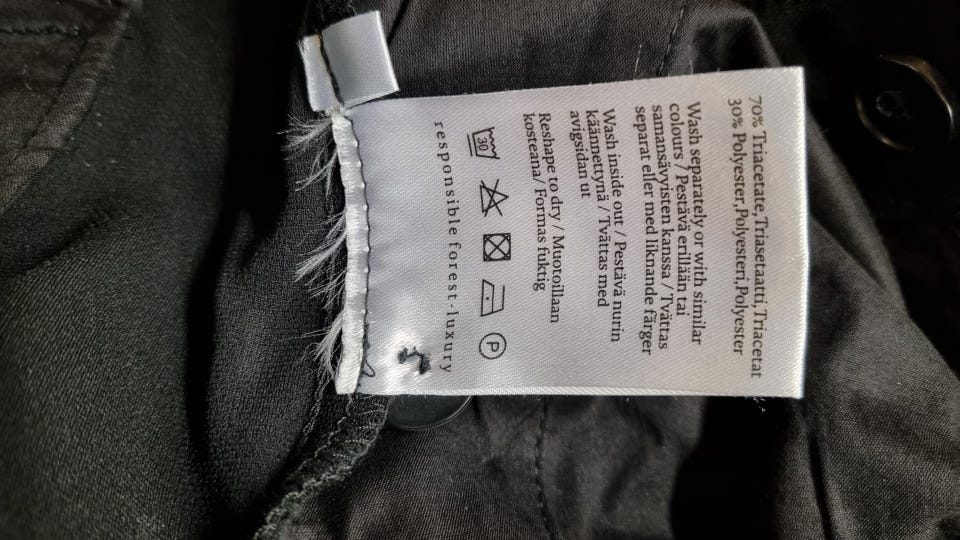 70% Triacetate,Triasetaatti,Triacetat
30% Polyester,Polyesteri,Polyester
Wash separately or with similar
colours / Pestävä erillään tai
samansävyisten kanssa / Tvättas
separat eller med liknande färger
Wash inside out / Pestävä nurin
käännettynä / Tvättas med
avigsidan ut
Reshape to dry / Muotoillaan
kosteana/ Formas fuktig
30 P
responsible forest-luxury